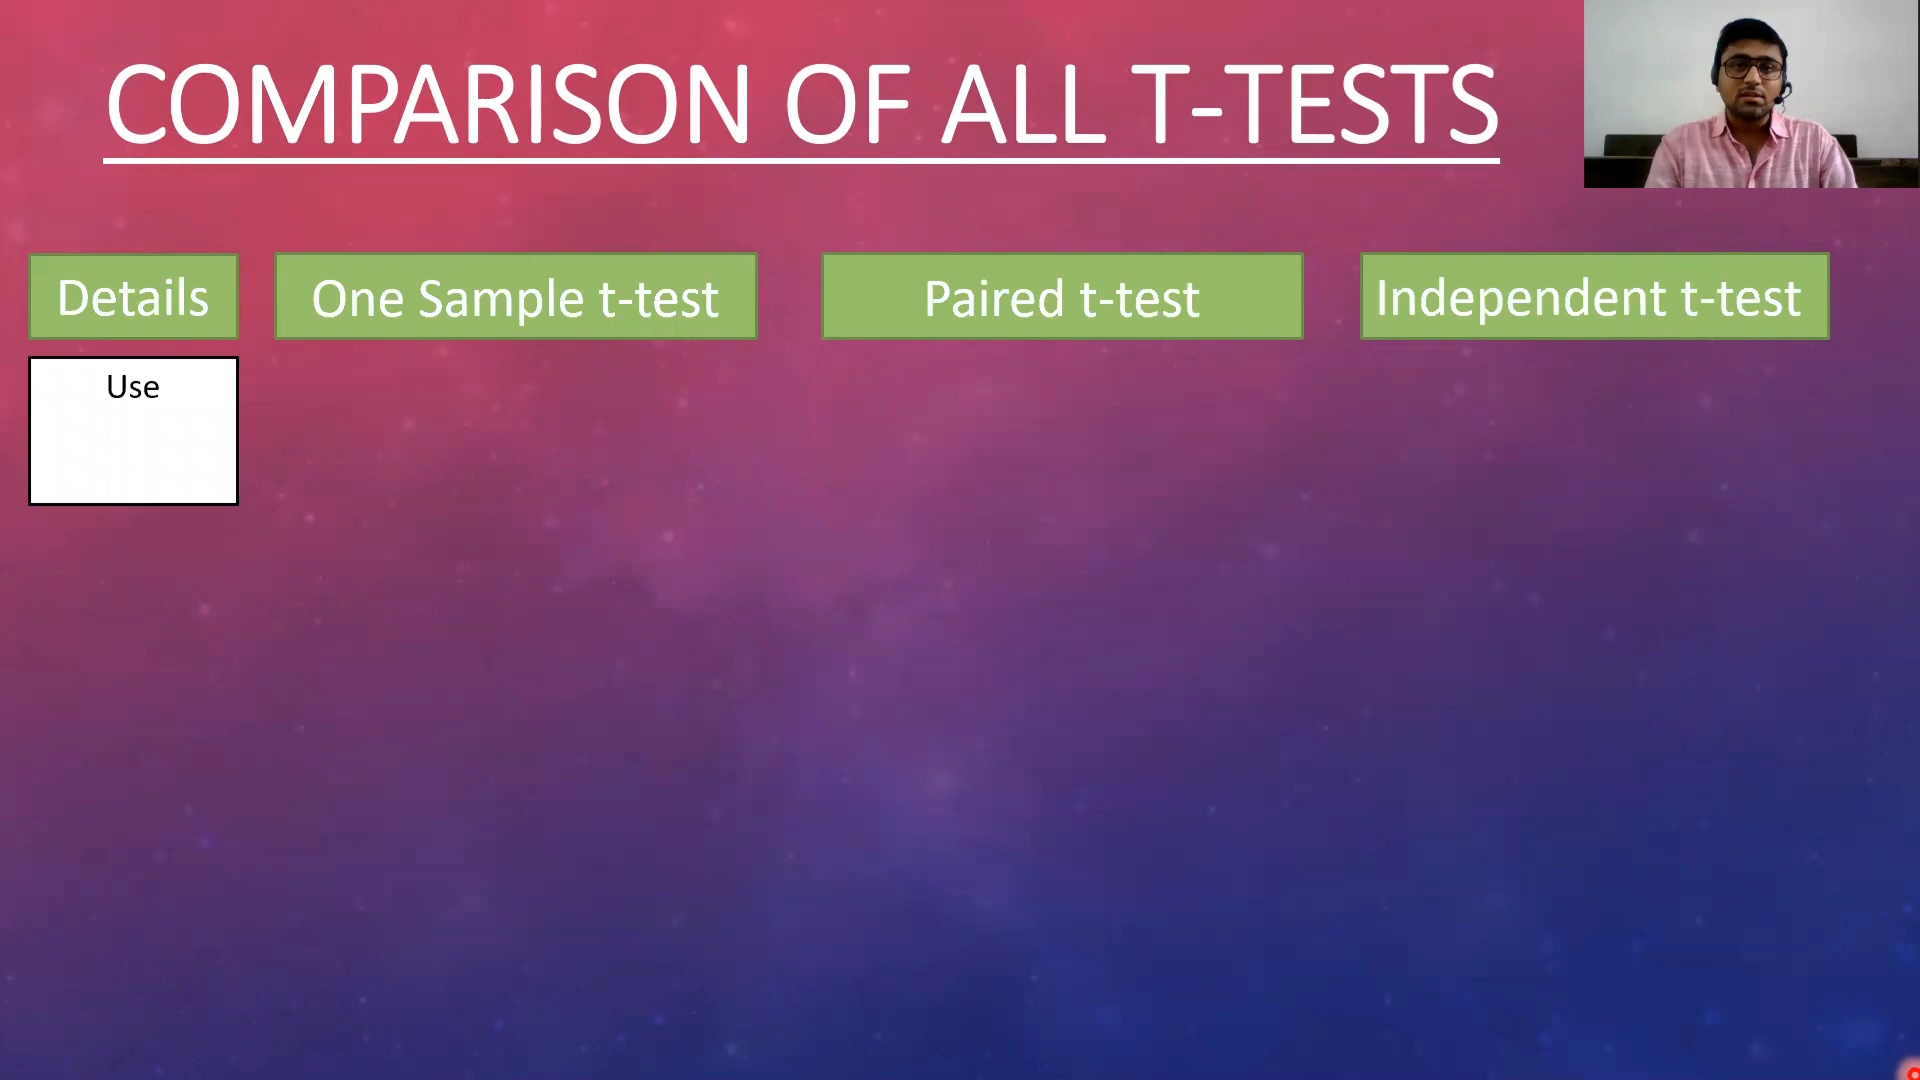 COMPARISON OF ALL T-TESTS
Details
One Sample t-test
Paired t-test
Independent t-test
Use